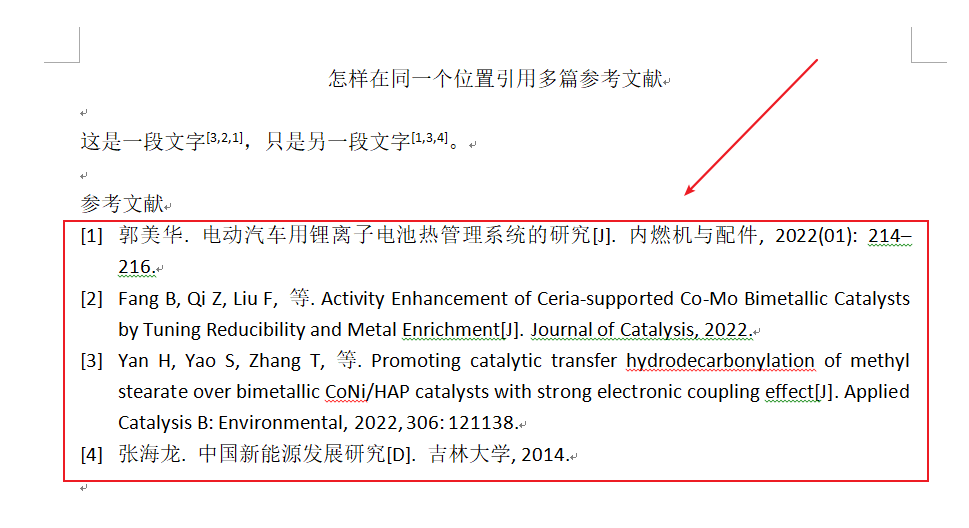 怎样在同一个位置引用多篇参考文献
这是一段文字[3,2,1]，只是另一段文字[1,3,4]。
参考文献
[1] 郭美华. 电动汽车用锂离子电池热管理系统的研究[J]. 内燃机与配件, 2022(01): 214–
216.
[2] Fang B, Qi Z, Liu F, 等. Activity Enhancement of Ceria-supported Co-Mo Bimetallic Catalysts
by Tuning Reducibility and Metal Enrichment[J]. Journal of Catalysis, 2022.
[3] Yan H, Yao S, Zhang T, 等. Promoting catalytic transfer hydrodecarbonylation of methyl
stearate over bimetallic CoNi/HAP catalysts with strong electronic coupling effect[J]. Applied
Catalysis B: Environmental, 2022, 306: 121138.
[4] 张海龙. 中国新能源发展研究[D]. 吉林大学, 2014.